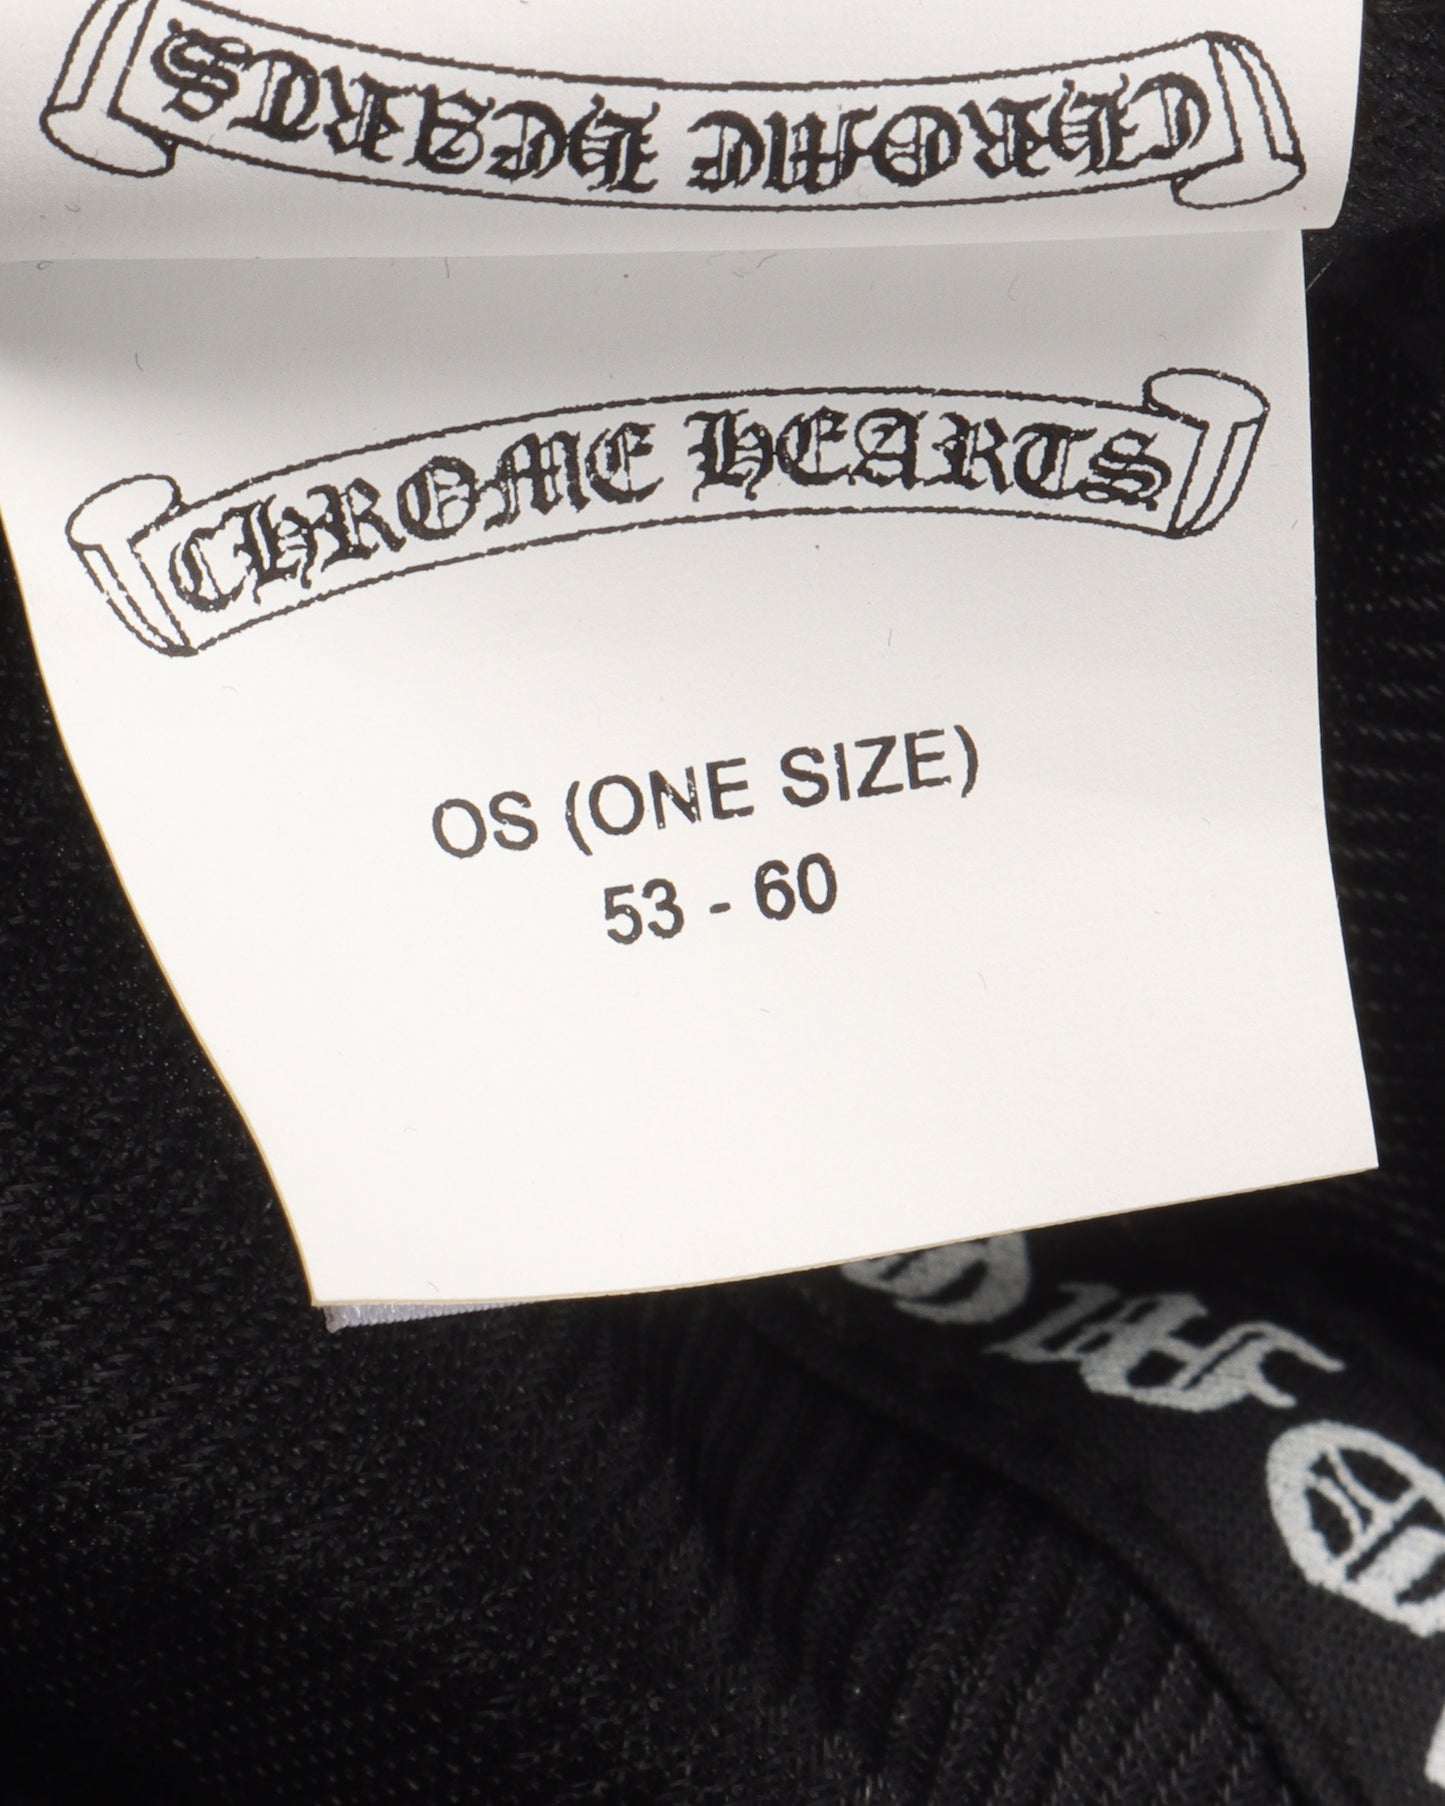 CHROME HEARTS
CHROME HEARTS
OS (ONE SIZE)
53 - 60